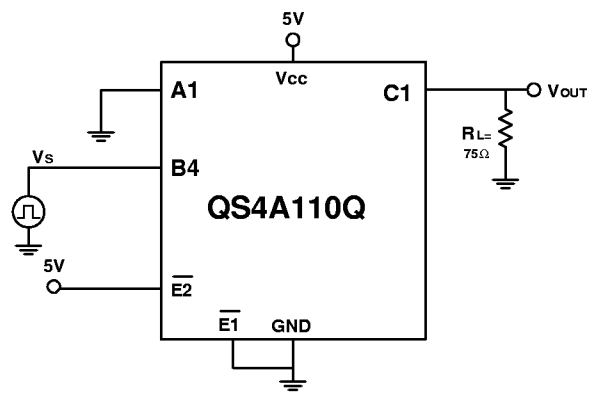 5V
Vcc
A1
C1
VOUT
RL=
75Ω
VS
B4
QS4A110Q
5V
E2
E1
GND